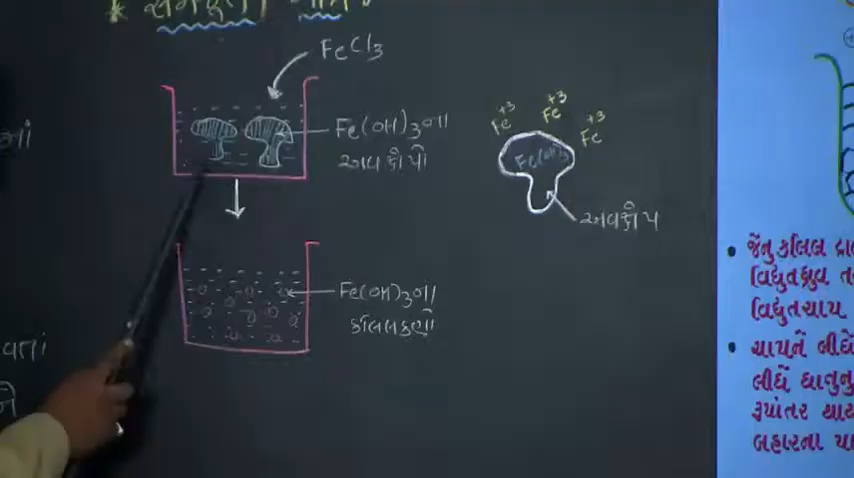 FeCl3
Fe(OH)3ના
અવક્ષેપો
Fe+3
Fe+3
Fe+3
Fe(OH)3
અવક્ષેપ
Fe(OH)3ના
કલિલકણો
વતાં
• જેનું કલિલ
વિદ્યુતધ્રુવ
વિદ્યુતચાપ
• ચાપને લીધે
લીધે ધાતુનુ
રૂપાંતર થાય
બહારના